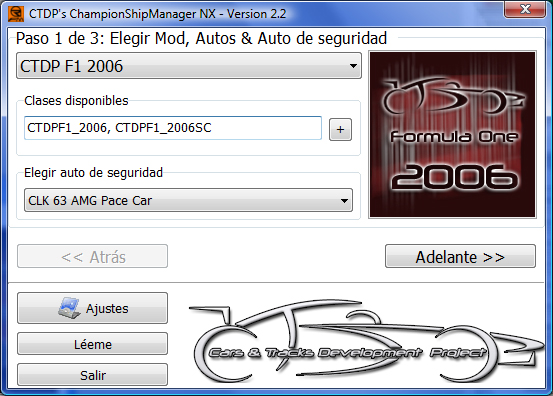 CTDP's ChampionShipManager NX - Version 2.2
Paso 1 de 3: Elegir Mod, Autos & Auto de seguridad
CTDP F1 2006
Clases disponibles
CTDPF1_2006, CTDPF1_2006SC
+
Elegir auto de seguridad
CLK 63 AMG Pace Car
Formula One
2006
<< Atrás
Adelante >>
Ajustes
Léeme
Salir
Cars & Tracks Development Project